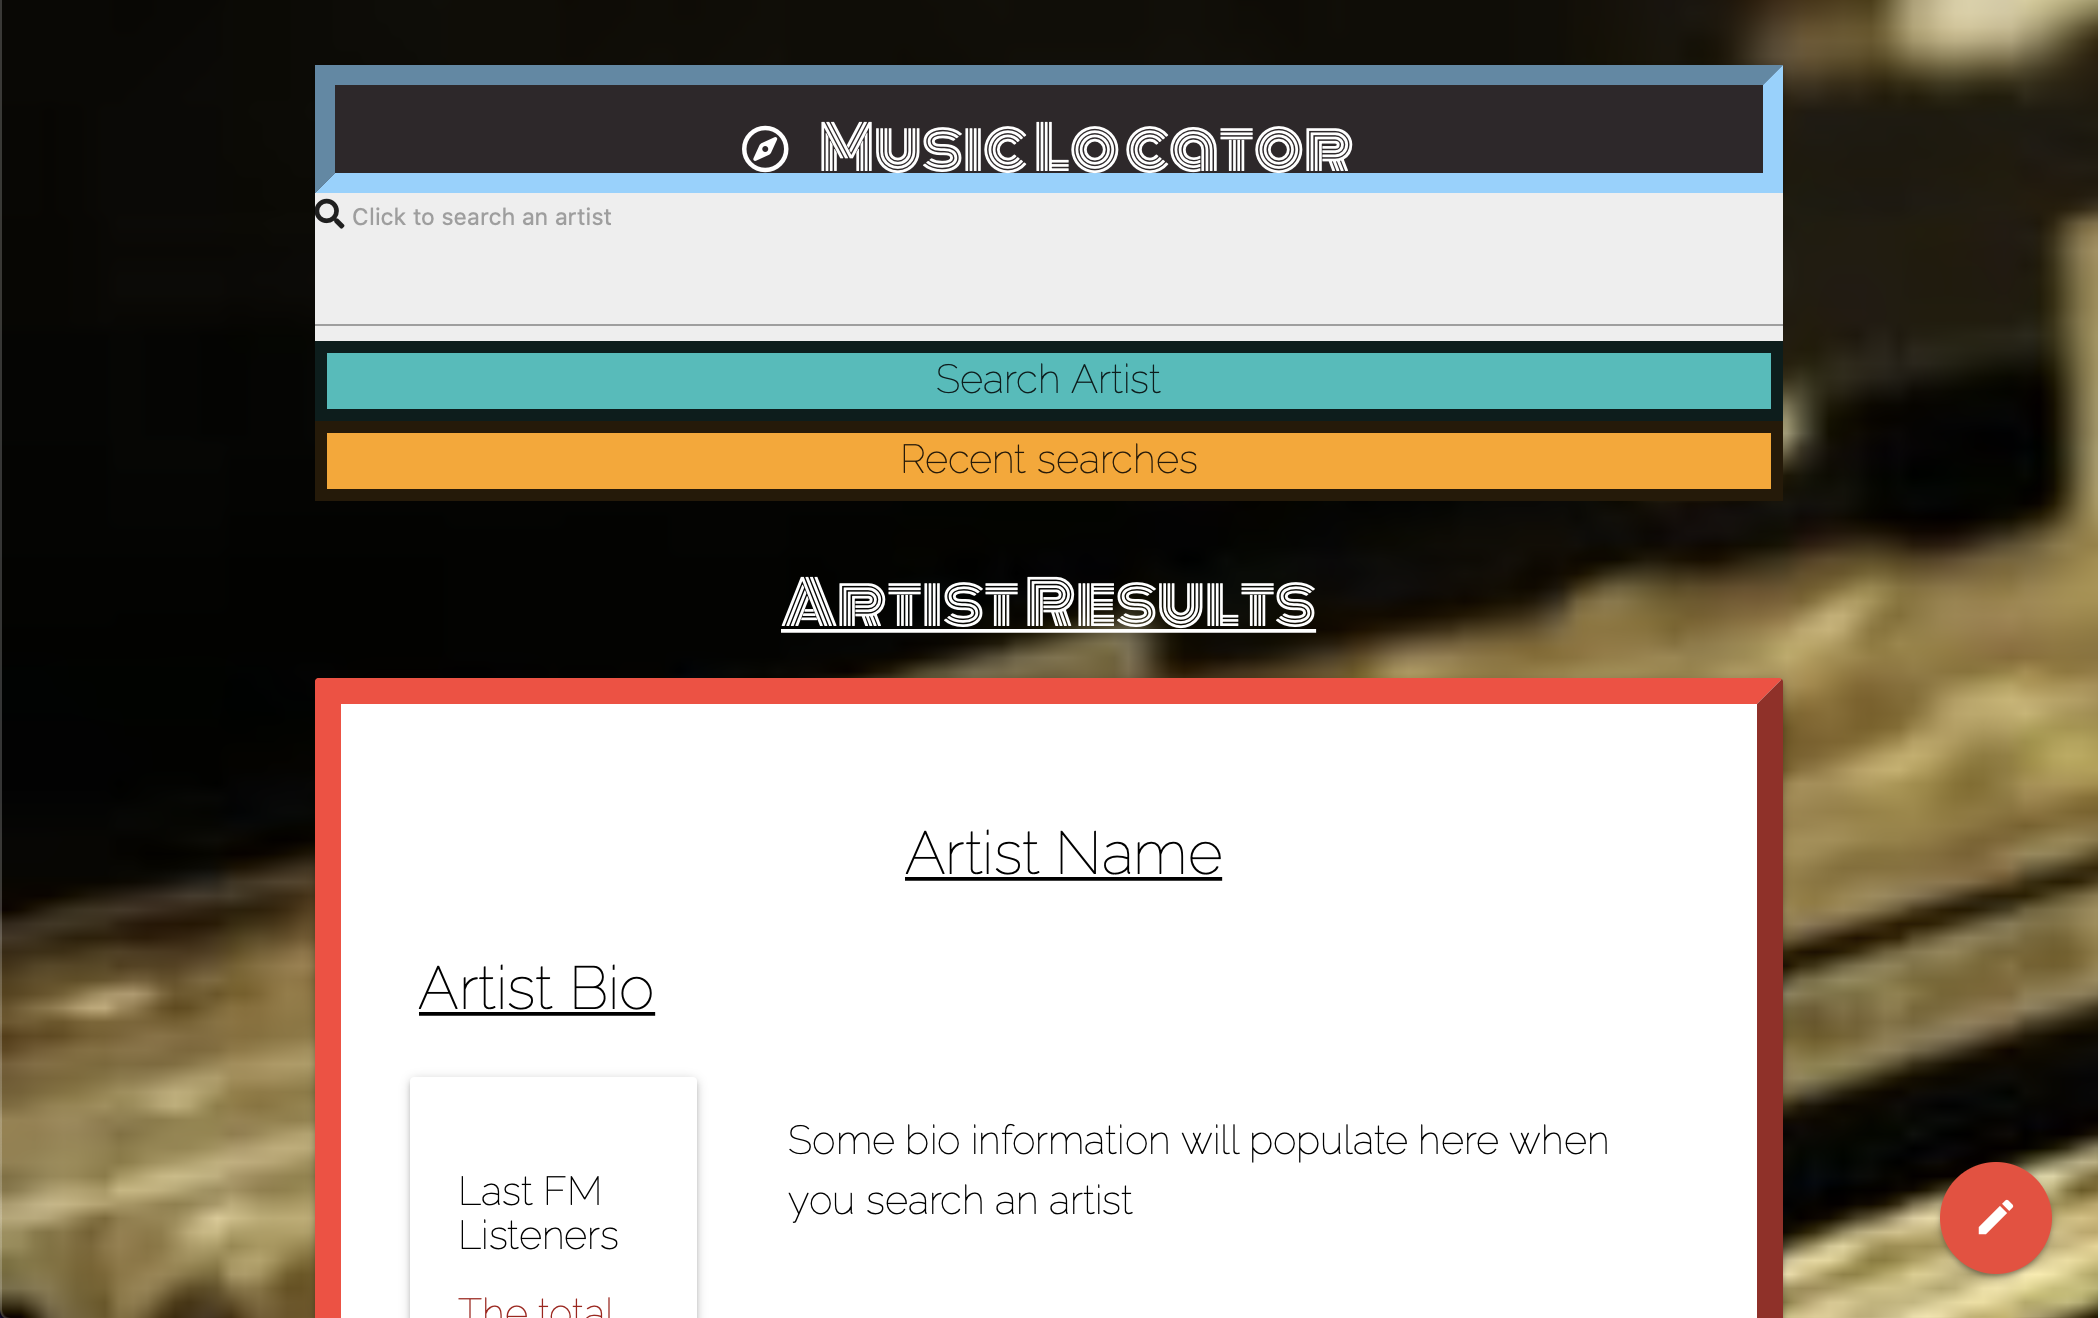 Music Locator
Click to search an artist
Search Artist
Recent searches
Artist Results
Artist Name
Artist Bio
Last FM
Listeners
The total
Some bio information will populate here when
you search an artist